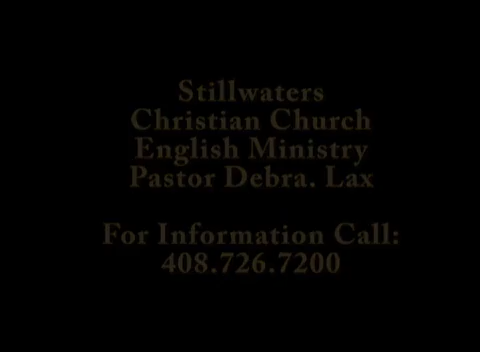 Stillwaters
Christian Church
English Ministry
Pastor Debra. Lax
For Information Call:
408.726.7200